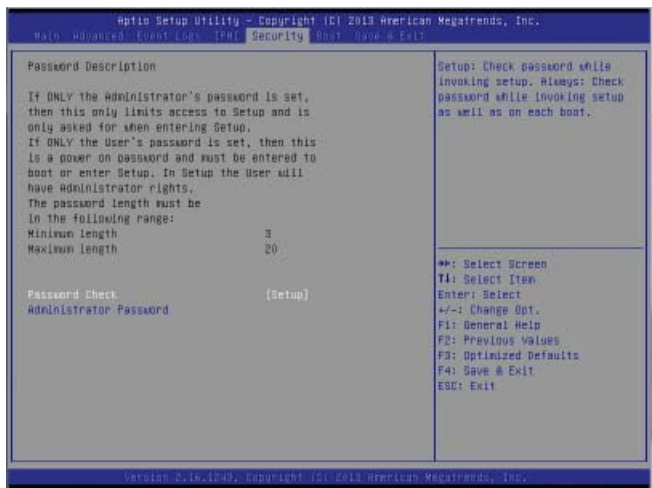 Aptio Setup Utility - Copyright (C) 2013 American Megatrends, Inc.
Main Advanced Event Logs IPMI Security Boot Save & Exit
Password Description
If ONLY the Administrator's password is set,
then this only limits access to Setup and is
only asked for when entering Setup.
If ONLY the User's password is set, then this
is a power on password and must be entered to
boot or enter Setup. In Setup the User will
have Administrator rights.
The password length must be
in the following range:
Minimum length 3
Maximum length 20
Password Check [Setup]
Administrator Password
Setup: Check password while
invoking setup. Always: Check
password while invoking setup
as well as on each boot.
→←: Select Screen
↑↓: Select Item
Enter: Select
+/-: Change Opt.
F1: General Help
F2: Previous Values
F3: Optimized Defaults
F4: Save & Exit
ESC: Exit
Version 2.16.1243. Copyright (C) 2013 American Megatrends, Inc.